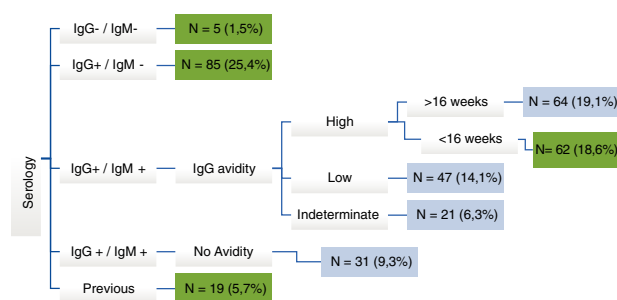 Serology
IgG- / IgM-
N = 5 (1,5%)
IgG+ / IgM -
N = 85 (25,4%)
IgG+ / IgM +
IgG avidity
High
>16 weeks
N = 64 (19,1%)
<16 weeks
N= 62 (18,6%)
Low
N = 47 (14,1%)
Indeterminate
N = 21 (6,3%)
IgG + / IgM +
No Avidity
N = 31 (9,3%)
Previous
N = 19 (5,7%)